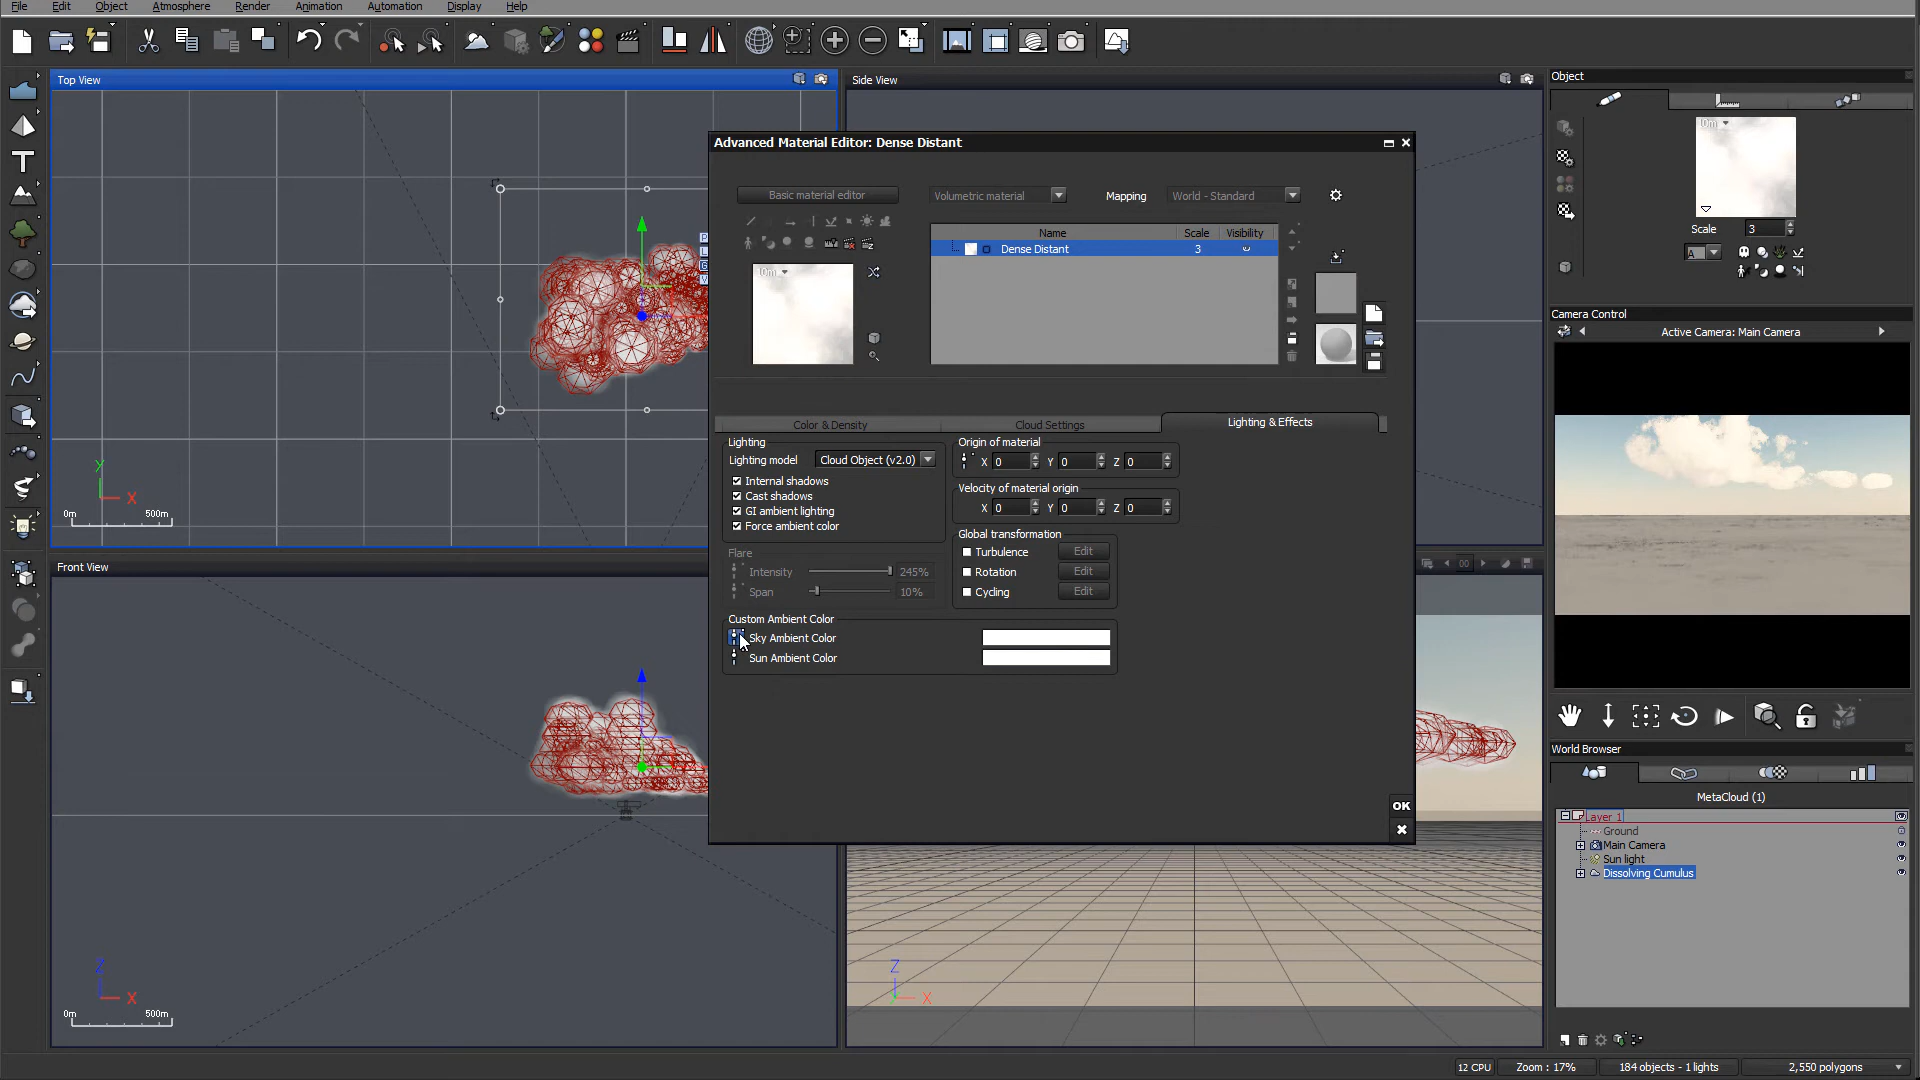 File Edit Object Atmosphere Render Animation Automation Display Help
Top View
Side View
Object
Advanced Material Editor: Dense Distant
Basic material editor
Volumetric material
Mapping
World - Standard
Name Scale Visibility
Dense Distant 3
0m
0m
Scale 3
A
Camera Control
Active Camera: Main Camera
Color & Density
Cloud Settings
Lighting & Effects
Lighting
Lighting model Cloud Object (v2.0)
Internal shadows
Cast shadows
GI ambient lighting
Force ambient color
Origin of material
X 0 Y 0 Z 0
Velocity of material origin
X 0 Y 0 Z 0
Global transformation
Turbulence Edit
Rotation Edit
Cycling Edit
Flare
Intensity 245%
Span 10%
Custom Ambient Color
Sky Ambient Color
Sun Ambient Color
OK
Y
X
0m 500m
Front View
00
Z
X
0m 500m
Z
X
World Browser
MetaCloud (1)
Layer 1
Ground
Main Camera
Sun light
Dissolving Cumulus
12 CPU Zoom : 17% 184 objects - 1 lights 2,550 polygons